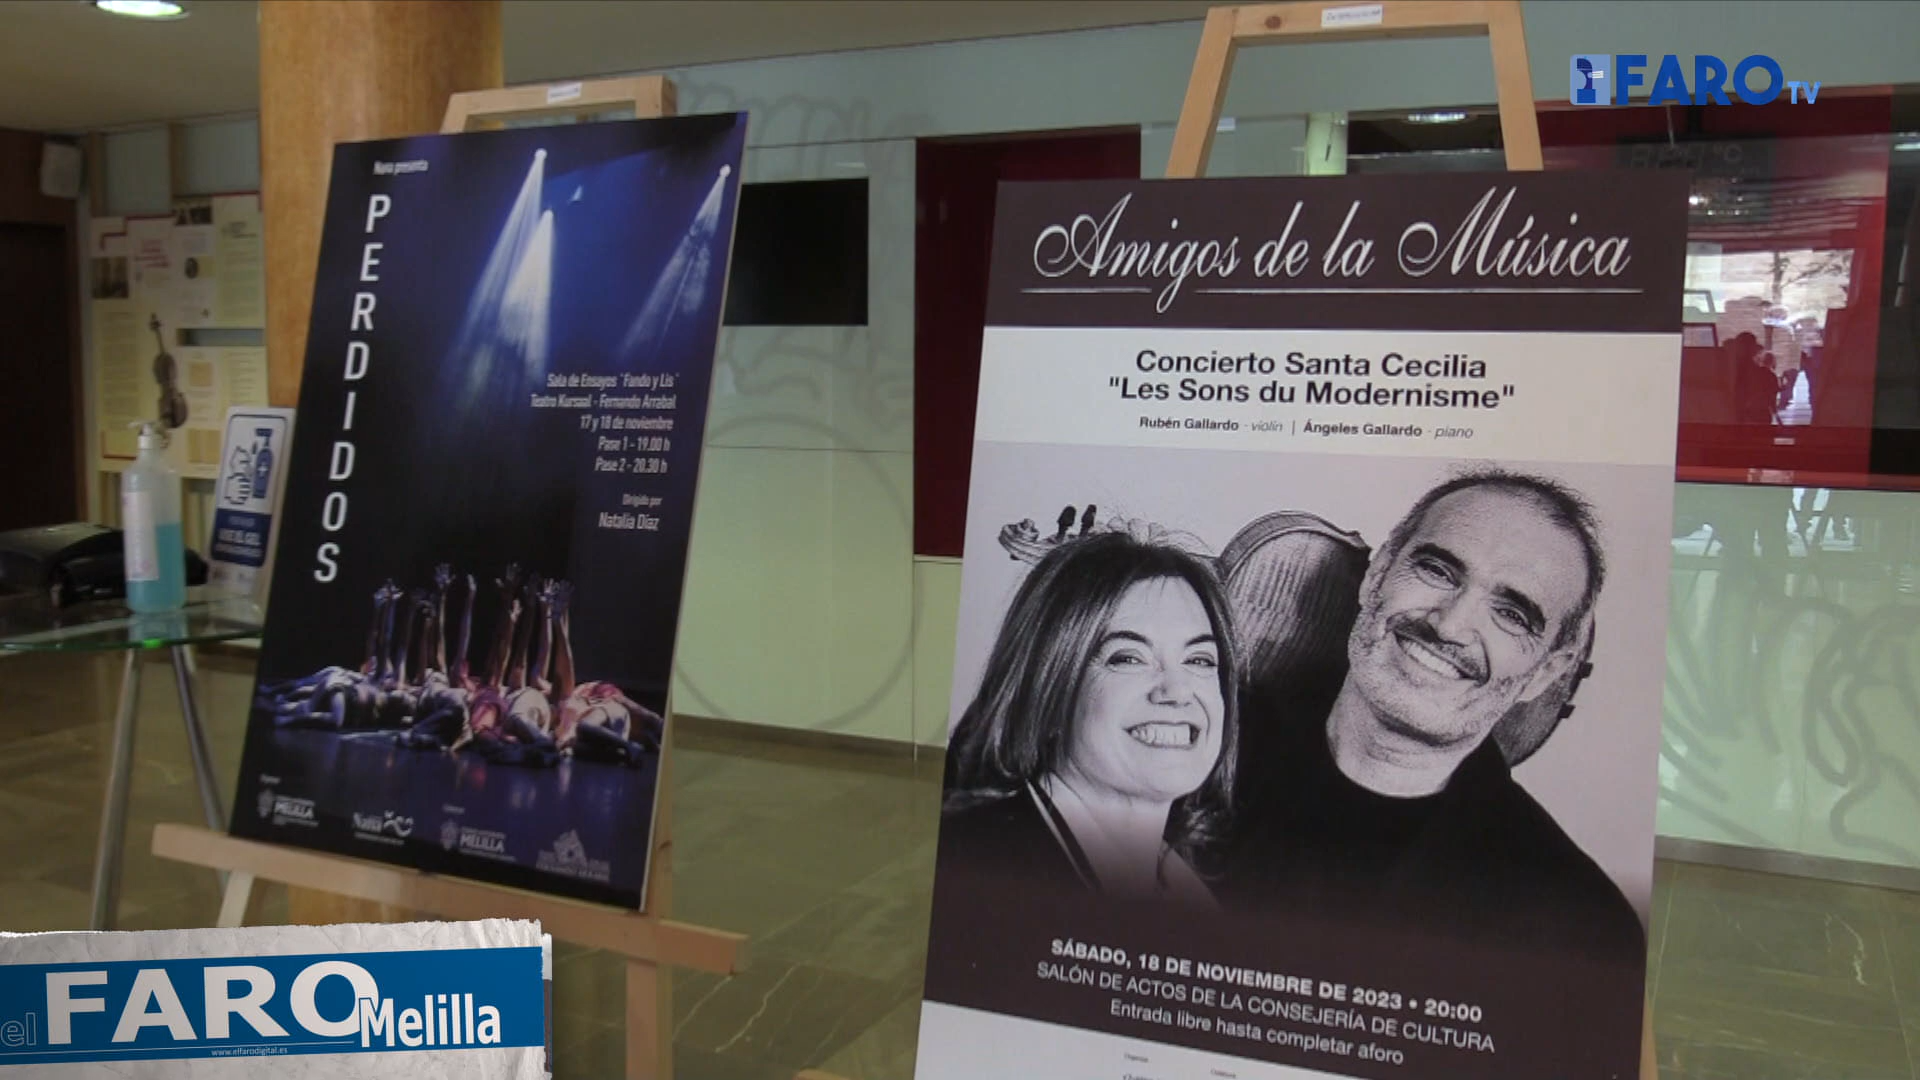 FARO TV
Nana presenta
PERDIDOS
Sala de Ensayos "Fando y Lis"
Teatro Kursaal - Fernando Arrabal
17 y 18 de noviembre
Pase 1 - 19.00 h
Pase 2 - 20.30 h
Dirigido por
Natalia Díaz
MELILLA
Nana
MELILLA
Amigos de la Música
Concierto Santa Cecilia
"Les Sons du Modernisme"
Rubén Gallardo - violín | Ángeles Gallardo - piano
SÁBADO, 18 DE NOVIEMBRE DE 2023 • 20:00
SALÓN DE ACTOS DE LA CONSEJERÍA DE CULTURA
Entrada libre hasta completar aforo
el FARO Melilla
www.elfarodigital.es